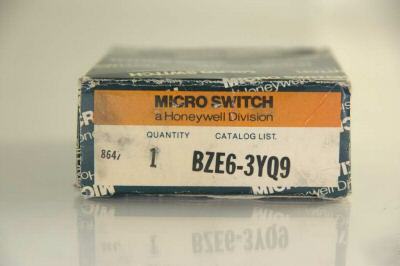 MICRO SWITCH
a Honeywell Division
QUANTITY CATALOG LIST.
8647 1 BZE6-3YQ9